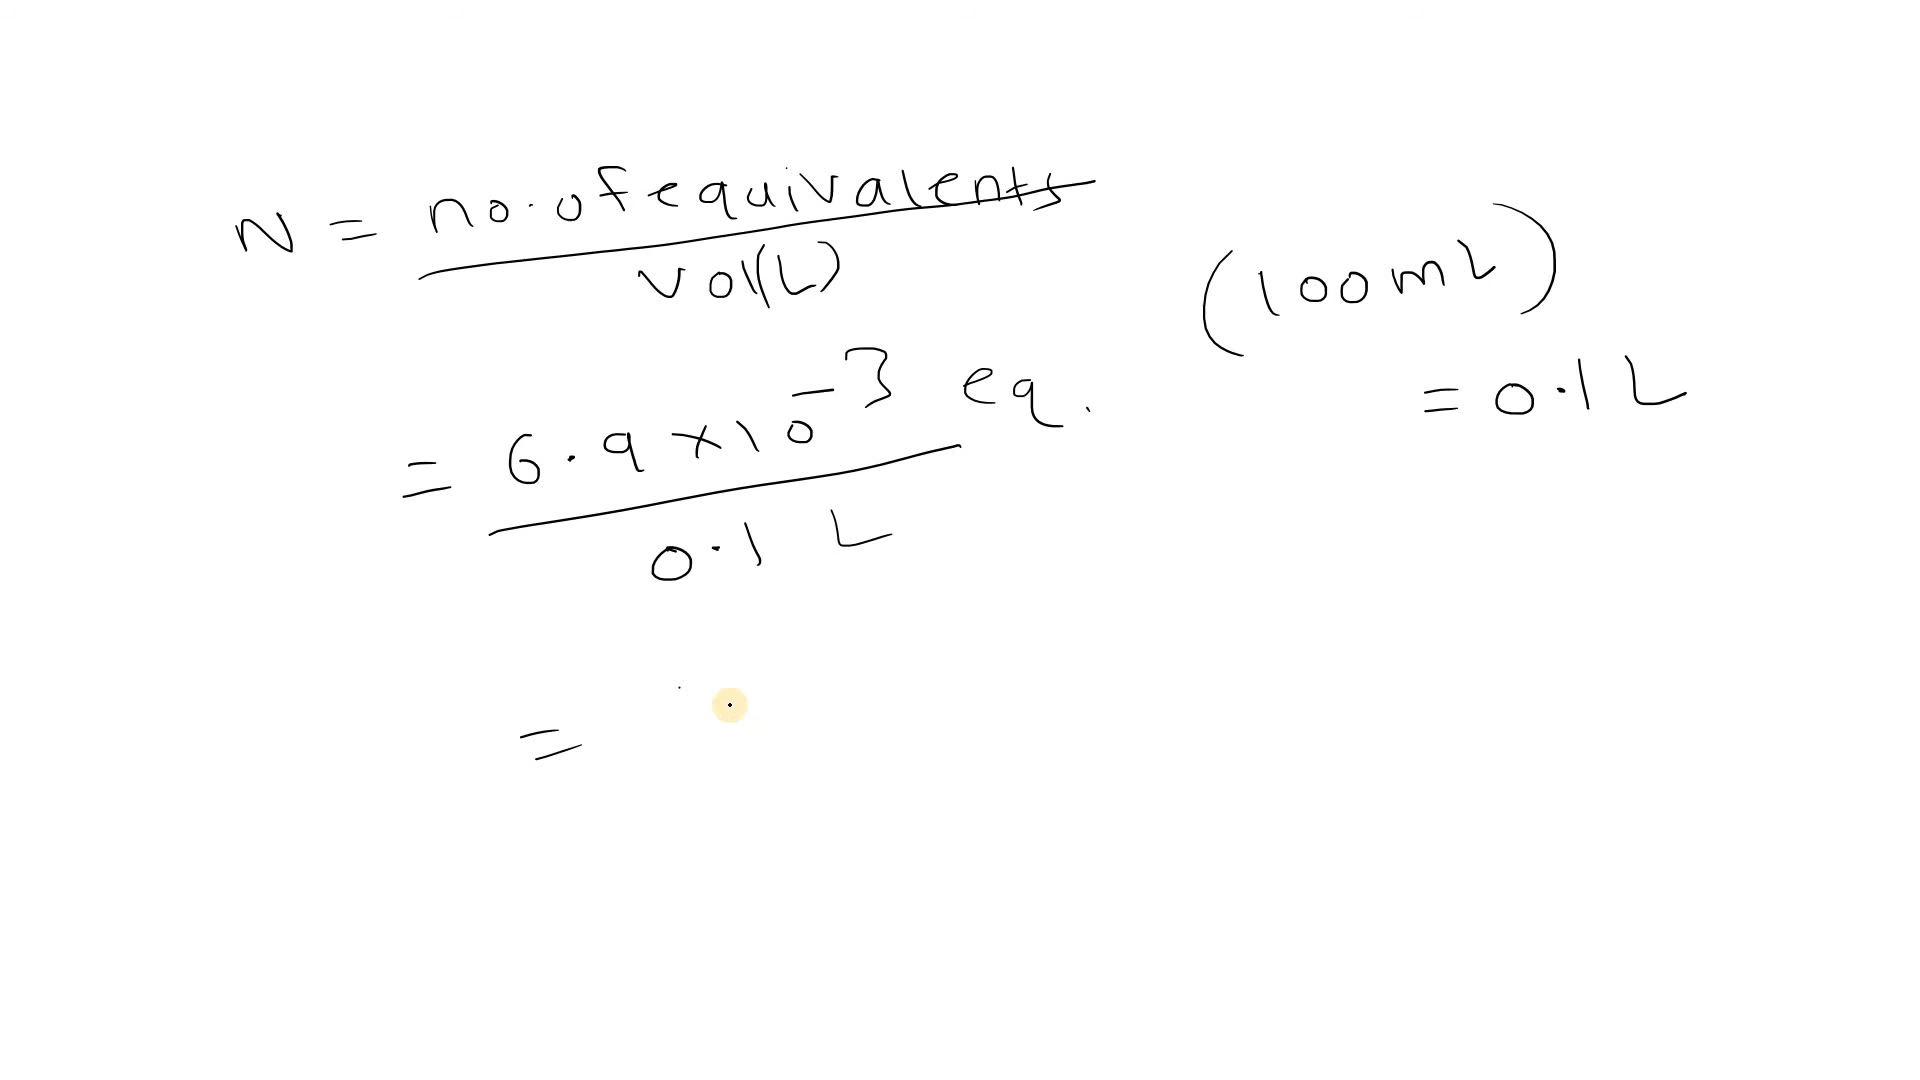 N = no. of equivalents / vol(L)
(100 mL)
= 0.1 L
= 6.9 × 10⁻³ eq. / 0.1 L
=